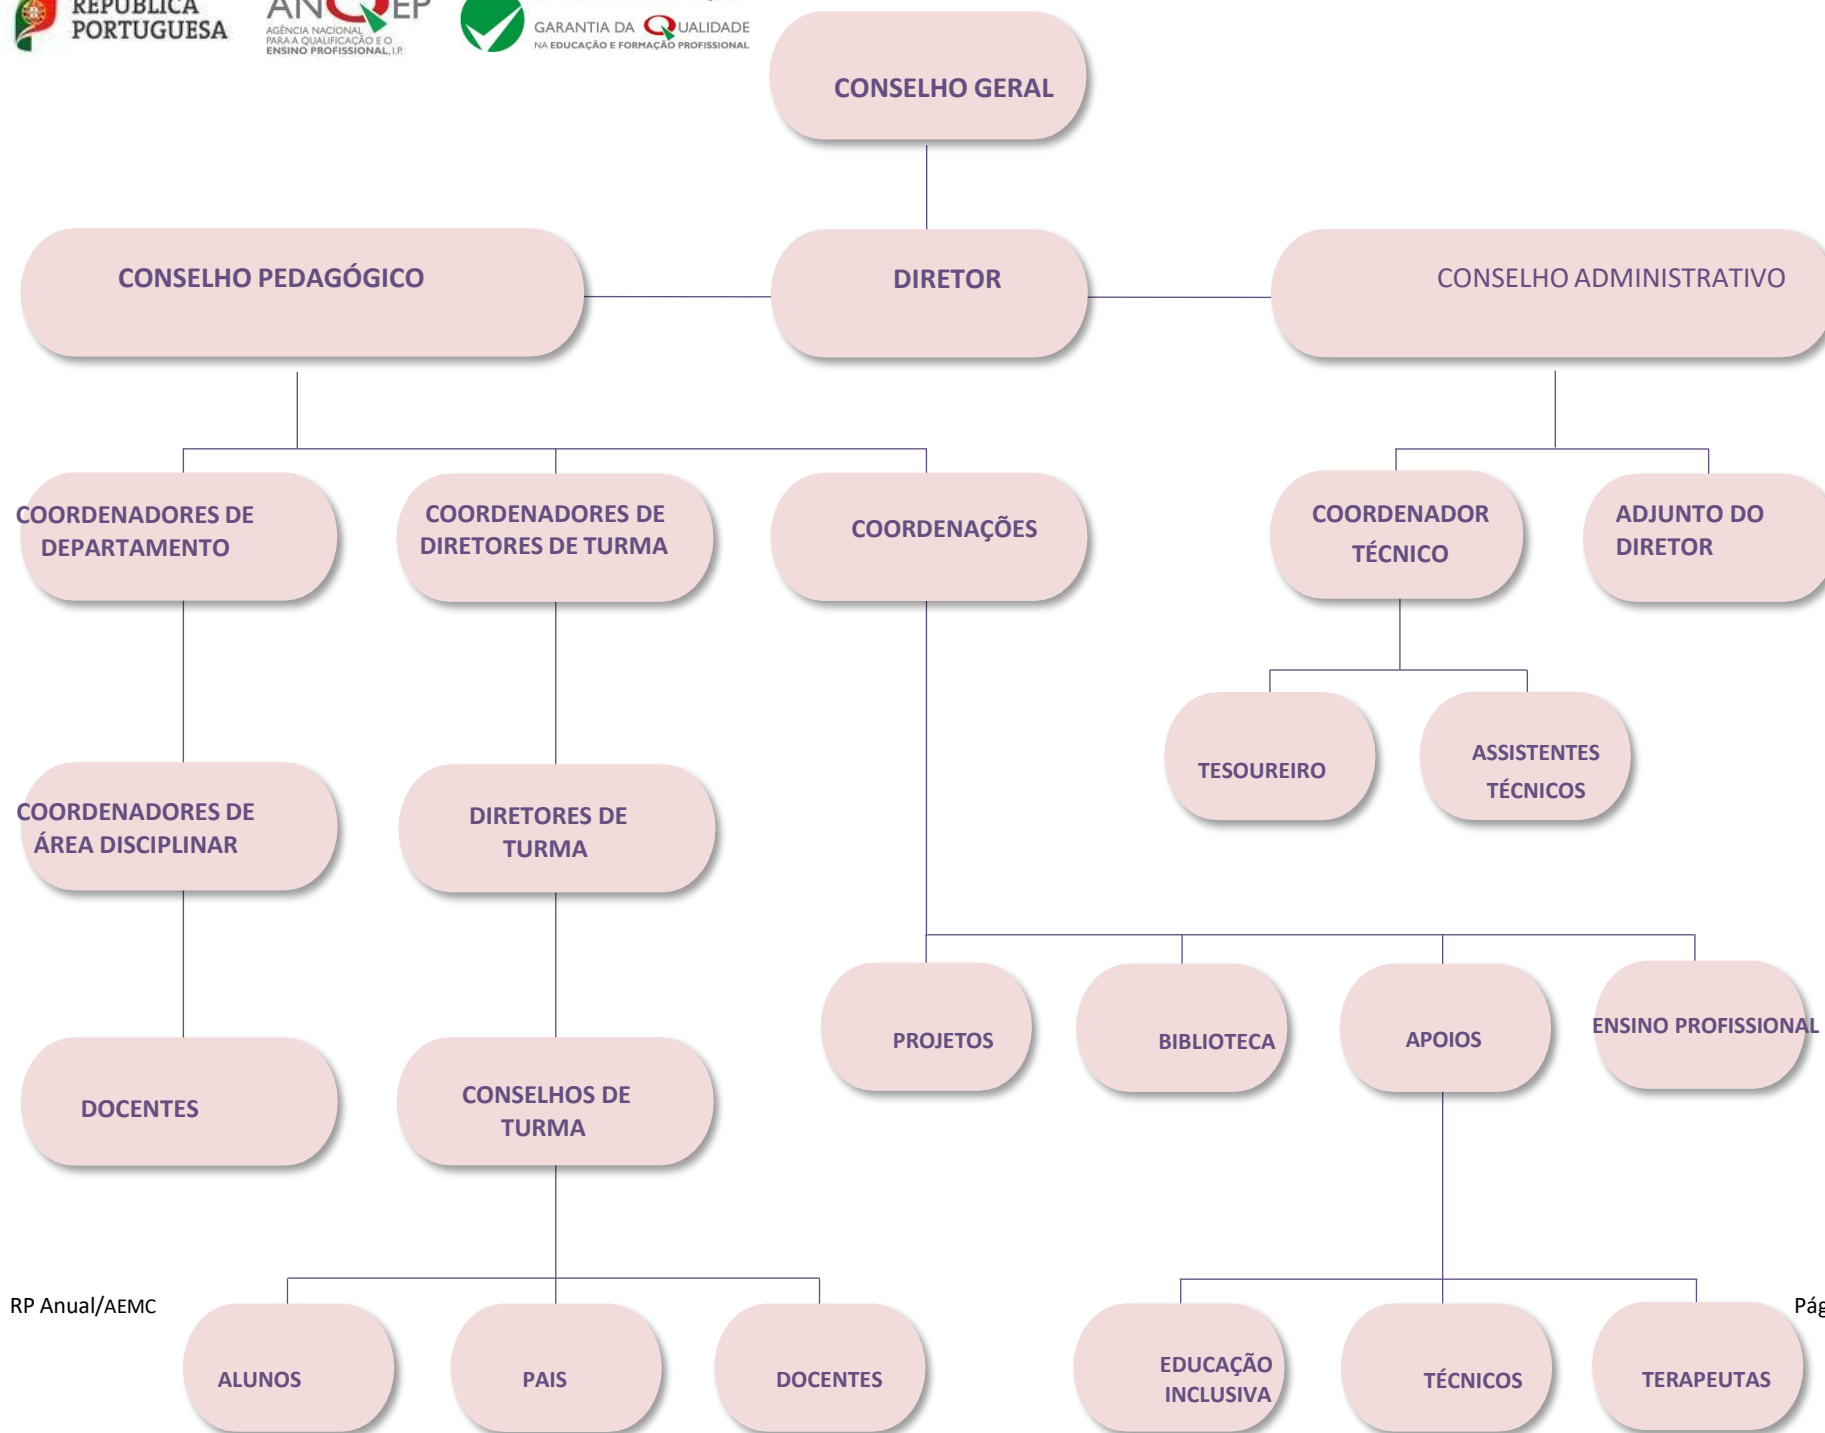 REPÚBLICA
PORTUGUESA
ANQEP
AGÊNCIA NACIONAL
PARA A QUALIFICAÇÃO E O
ENSINO PROFISSIONAL, I.P.
GARANTIA DA QUALIDADE
NA EDUCAÇÃO E FORMAÇÃO PROFISSIONAL
CONSELHO GERAL
CONSELHO PEDAGÓGICO
DIRETOR
CONSELHO ADMINISTRATIVO
COORDENADORES DE
DEPARTAMENTO
COORDENADORES DE
DIRETORES DE TURMA
COORDENAÇÕES
COORDENADOR
TÉCNICO
ADJUNTO DO
DIRETOR
TESOUREIRO
ASSISTENTES
TÉCNICOS
COORDENADORES DE
ÁREA DISCIPLINAR
DIRETORES DE
TURMA
PROJETOS
BIBLIOTECA
APOIOS
ENSINO PROFISSIONAL
DOCENTES
CONSELHOS DE
TURMA
RP Anual/AEMC
Pág
ALUNOS
PAIS
DOCENTES
EDUCAÇÃO
INCLUSIVA
TÉCNICOS
TERAPEUTAS